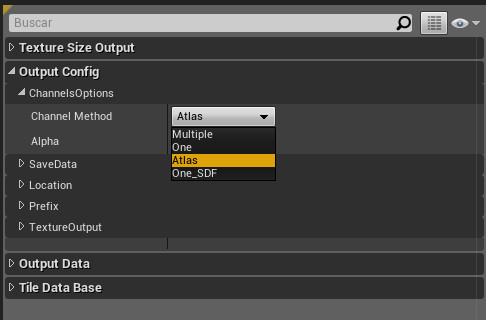 Buscar
Texture Size Output
Output Config
ChannelsOptions
Channel Method Atlas
Multiple
Alpha
One
Atlas
SaveData
One_SDF
Location
Prefix
TextureOutput
Output Data
Tile Data Base